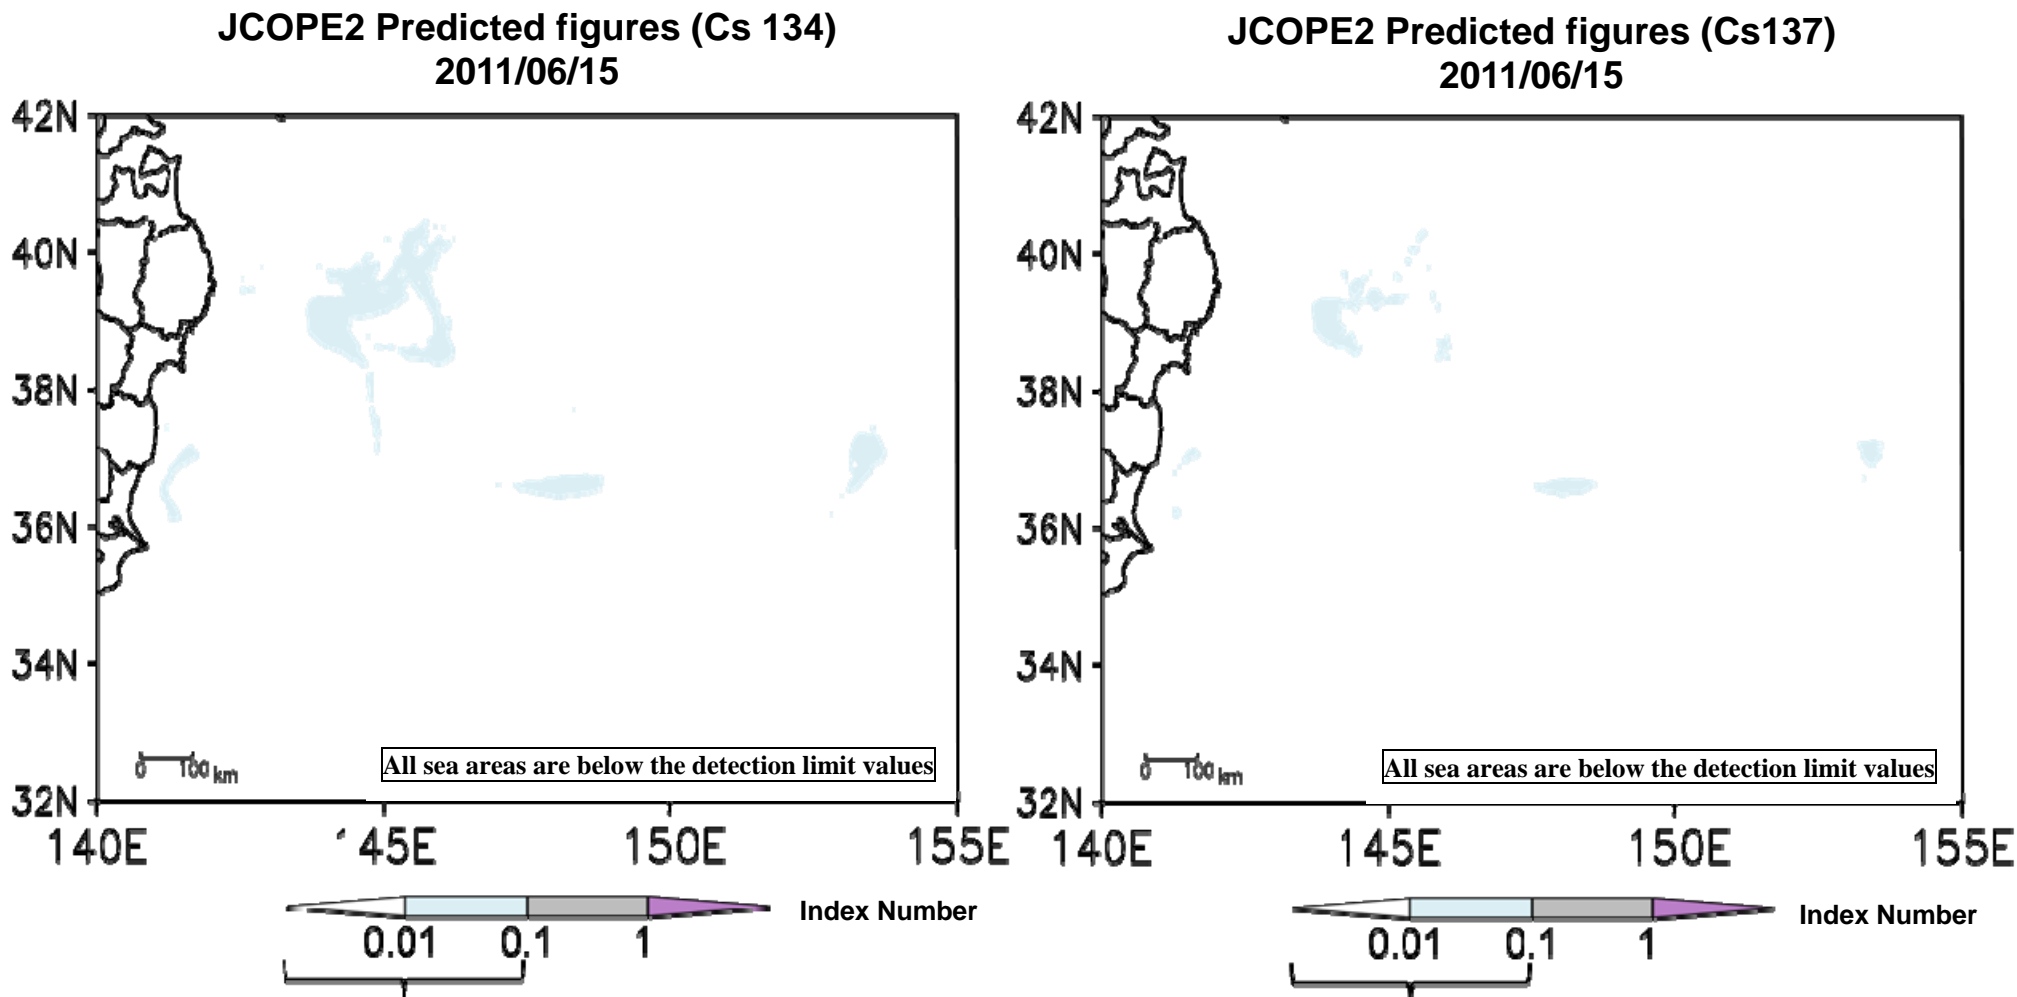 JCOPE2 Predicted figures (Cs 134)
2011/06/15
42N
40N
38N
36N
34N
32N
0 100 km
All sea areas are below the detection limit values
140E 45E 150E 155E
0.01 0.1 1
Index Number
JCOPE2 Predicted figures (Cs137)
2011/06/15
42N
40N
38N
36N
34N
32N
0 100 km
All sea areas are below the detection limit values
140E 145E 150E 155E
0.01 0.1 1
Index Number